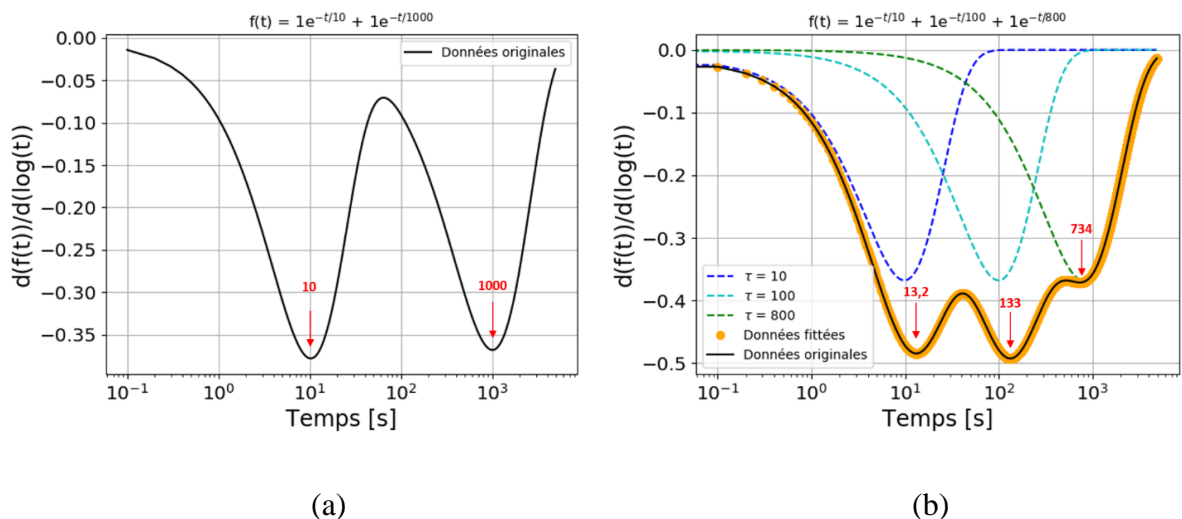 f(t) = 1e^{-t/10} + 1e^{-t/1000}
0.00
−0.05
−0.10
−0.15
−0.20
−0.25
−0.30
−0.35
d(f(t))/d(log(t))
Données originales
10
1000
10^{−1} 10^{0} 10^{1} 10^{2} 10^{3}
Temps [s]
(a)
f(t) = 1e^{-t/10} + 1e^{-t/100} + 1e^{-t/800}
0.0
−0.1
−0.2
−0.3
−0.4
−0.5
d(f(t))/d(log(t))
734
13,2
133
τ = 10
τ = 100
τ = 800
Données fittées
Données originales
10^{−1} 10^{0} 10^{1} 10^{2} 10^{3}
Temps [s]
(b)